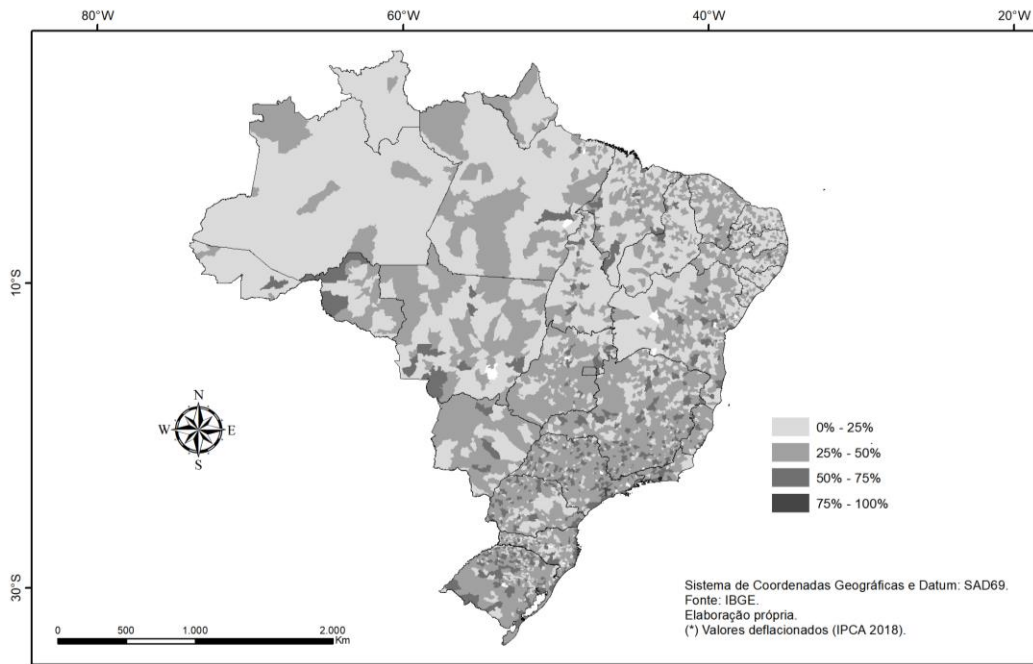 80°W 60°W 40°W 20°W
10°S
N
W E
S
0% - 25%
25% - 50%
50% - 75%
75% - 100%
30°S
Sistema de Coordenadas Geográficas e Datum: SAD69.
Fonte: IBGE.
Elaboração própria.
(*) Valores deflacionados (IPCA 2018).
0 500 1.000 2.000
Km